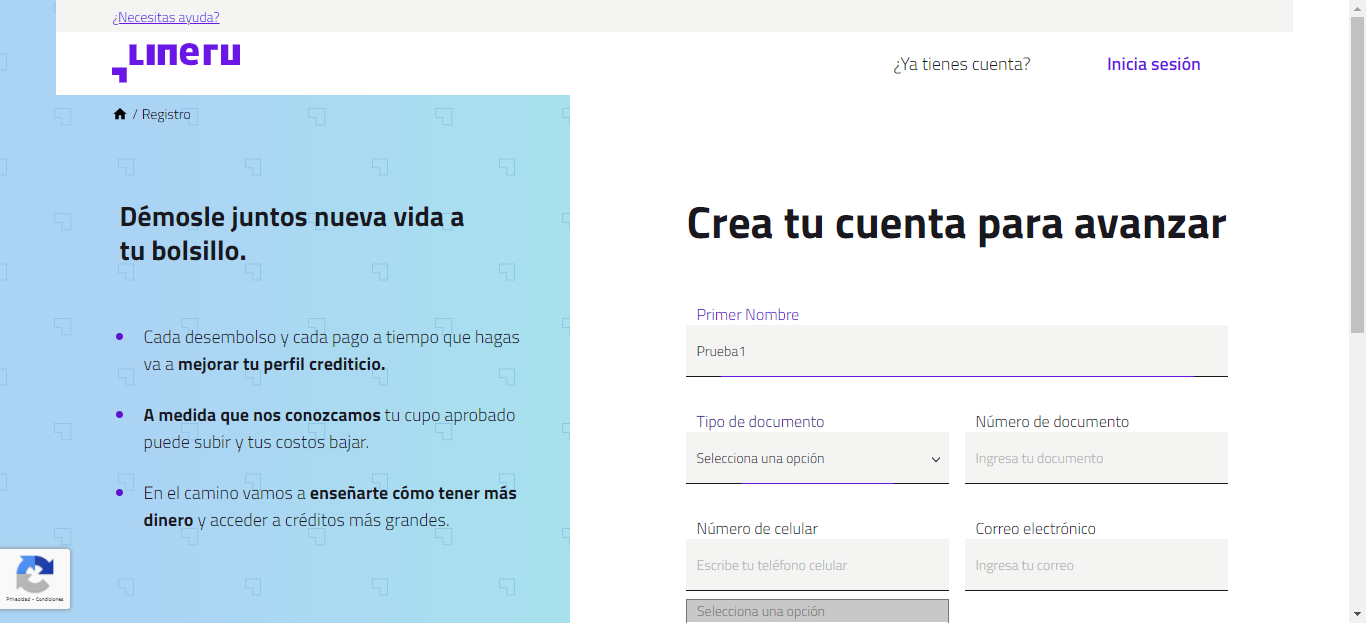 ¿Necesitas ayuda?
LINERU
¿Ya tienes cuenta?
Inicia sesión
/ Registro
Démosle juntos nueva vida a
tu bolsillo.
Cada desembolso y cada pago a tiempo que hagas
va a mejorar tu perfil crediticio.
A medida que nos conozcamos tu cupo aprobado
puede subir y tus costos bajar.
En el camino vamos a enseñarte cómo tener más
dinero y acceder a créditos más grandes.
Privacidad - Condiciones
Crea tu cuenta para avanzar
Primer Nombre
Prueba1
Tipo de documento
Selecciona una opción
Número de documento
Ingresa tu documento
Número de celular
Escribe tu teléfono celular
Correo electrónico
Ingresa tu correo
Selecciona una opción